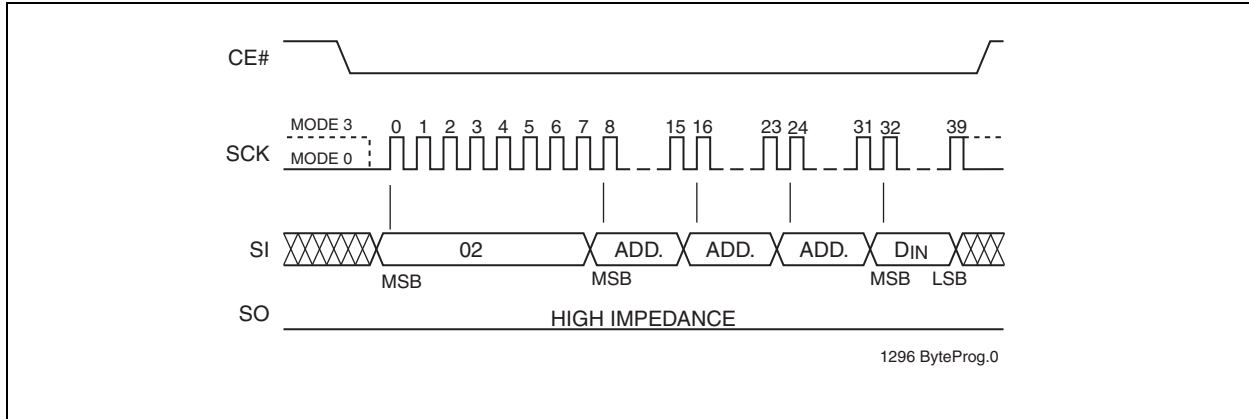 CE#
MODE 3
0 1 2 3 4 5 6 7 8 15 16 23 24 31 32 39
SCK
MODE 0
SI 02 ADD. ADD. ADD. DIN
MSB MSB MSB LSB
SO HIGH IMPEDANCE
1296 ByteProg.0